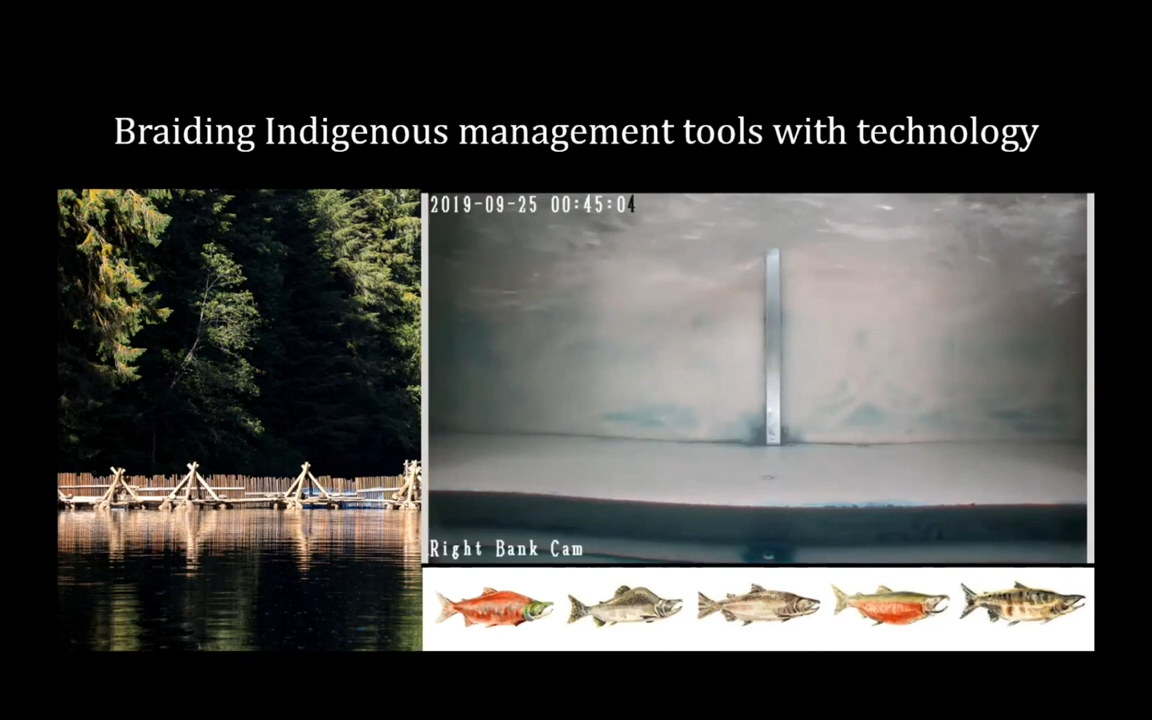 Braiding Indigenous management tools with technology
2019-09-25 00:45:04
Right Bank Cam